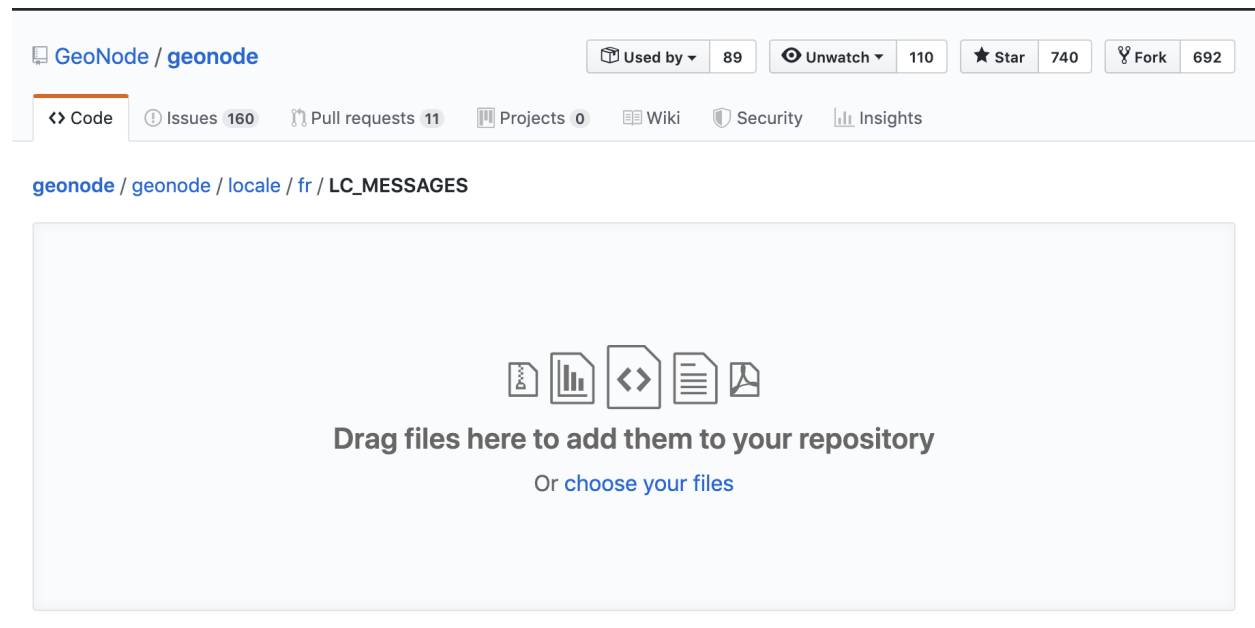 GeoNode / geonode Used by 89 Unwatch 110 Star 740 Fork 692
Code Issues 160 Pull requests 11 Projects 0 Wiki Security Insights
geonode / geonode / locale / fr / LC_MESSAGES
Drag files here to add them to your repository
Or choose your files